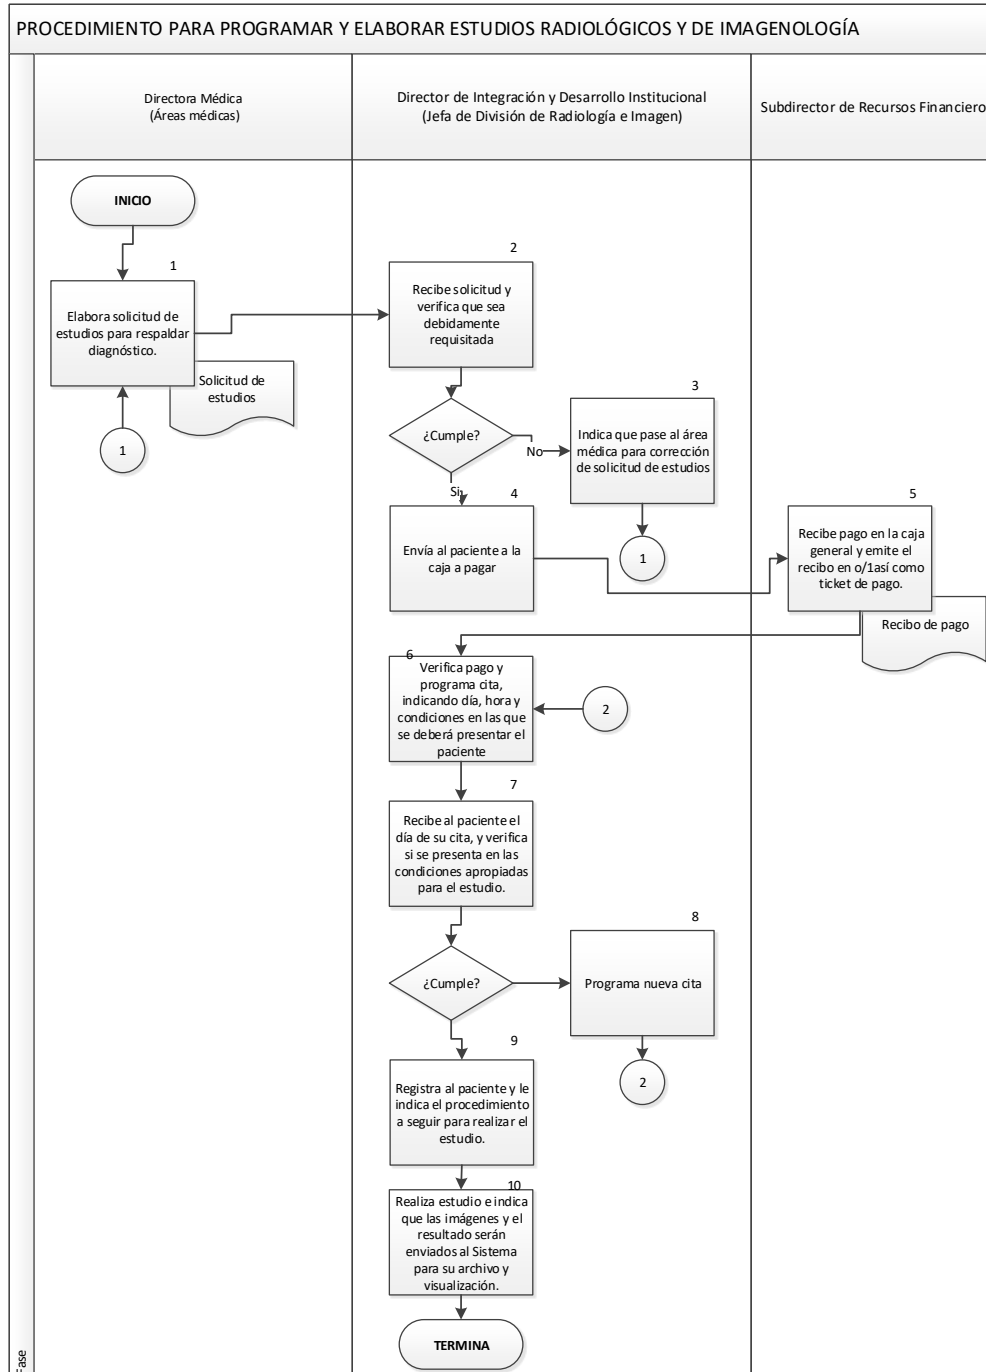 PROCEDIMIENTO PARA PROGRAMAR Y ELABORAR ESTUDIOS RADIOLÓGICOS Y DE IMAGENOLOGÍA
Directora Médica
(Áreas médicas)
Director de Integración y Desarrollo Institucional
(Jefa de División de Radiología e Imagen)
Subdirector de Recursos Financiero
INICIO
1
Elabora solicitud de
estudios para respaldar
diagnóstico.
Solicitud de
estudios
1
2
Recibe solicitud y
verifica que sea
debidamente
requisitada
¿Cumple?
No
Si
3
Indica que pase al área
médica para corrección
de solicitud de estudios
1
4
Envía al paciente a la
caja a pagar
5
Recibe pago en la caja
general y emite el
recibo en o/1así como
ticket de pago.
Recibo de pago
6
Verifica pago y
programa cita,
indicando día, hora y
condiciones en las que
se deberá presentar el
paciente
2
7
Recibe al paciente el
día de su cita, y verifica
si se presenta en las
condiciones apropiadas
para el estudio.
¿Cumple?
8
Programa nueva cita
2
9
Registra al paciente y le
indica el procedimiento
a seguir para realizar el
estudio.
10
Realiza estudio e indica
que las imágenes y el
resultado serán
enviados al Sistema
para su archivo y
visualización.
TERMINA
Fase